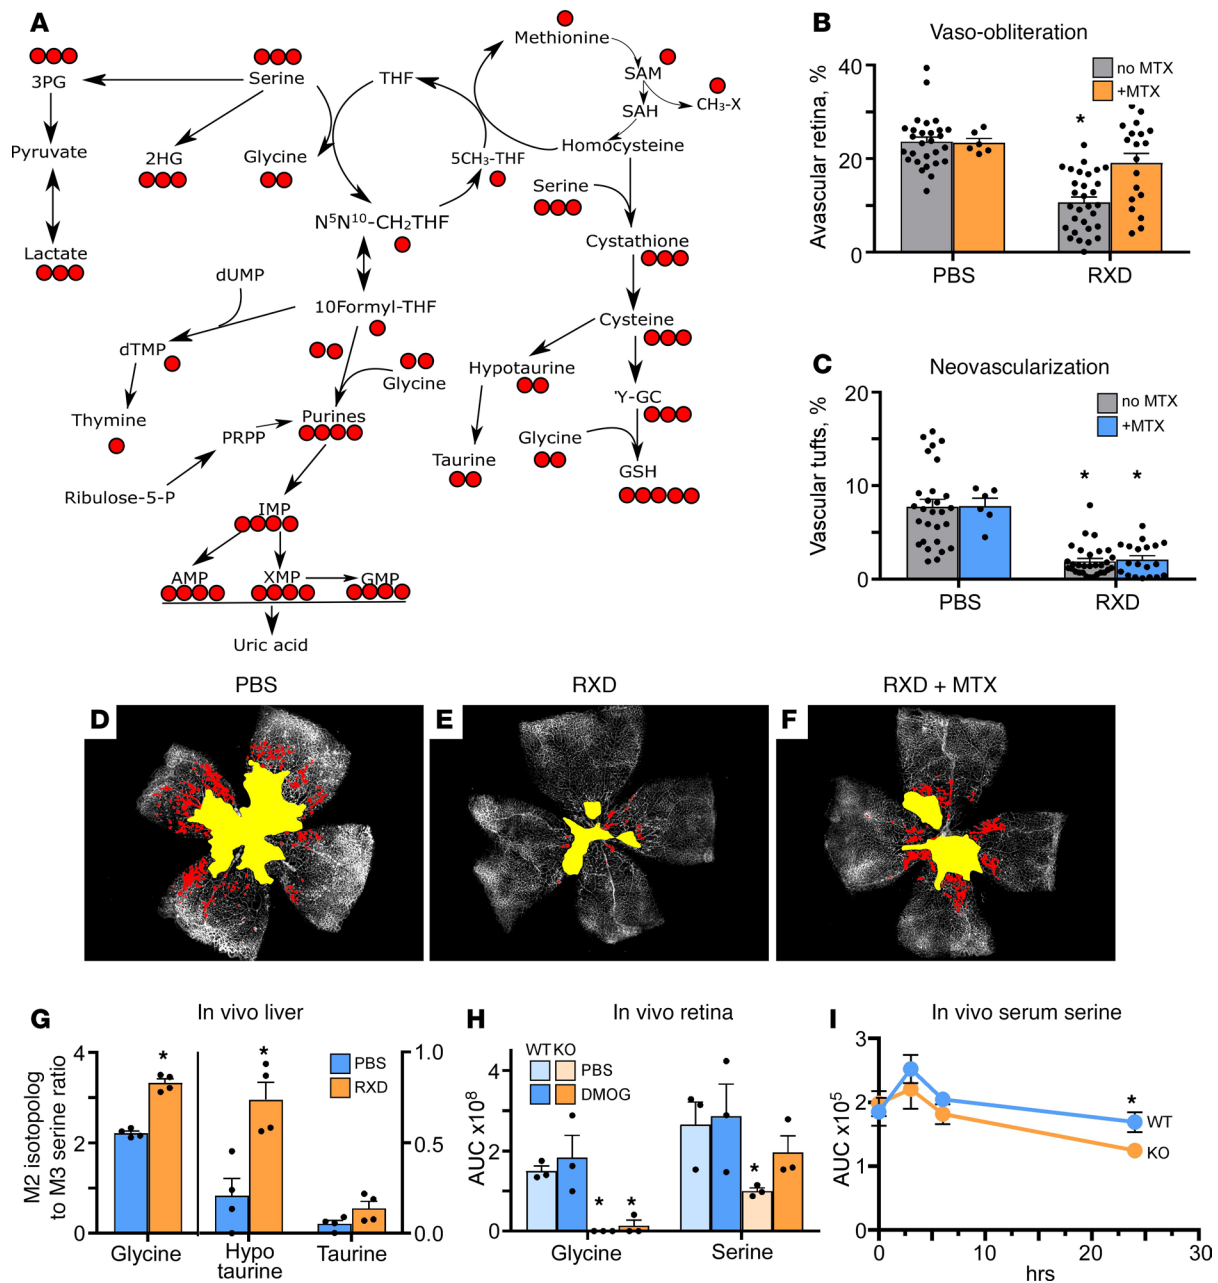 A
Methionine
3PG
Serine
THF
SAM
CH₃-X
SAH
Pyruvate
2HG
Glycine
5CH₃-THF
Homocysteine
Serine
N⁵N¹⁰-CH₂THF
Cystathione
Lactate
dUMP
10Formyl-THF
Cysteine
dTMP
Glycine
Hypotaurine
Thymine
PRPP
Purines
'Y-GC
Glycine
Taurine
GSH
Ribulose-5-P
IMP
AMP
XMP
GMP
Uric acid
B
Vaso-obliteration
Avascular retina, %
40
20
0
no MTX
+MTX
*
PBS
RXD
C
Neovascularization
Vascular tufts, %
20
10
0
no MTX
+MTX
*
*
PBS
RXD
PBS
RXD
RXD + MTX
D
E
F
G
In vivo liver
M2 isotopolog
to M3 serine ratio
4
2
0
*
*
PBS
RXD
1.0
0.5
0.0
Glycine
Hypo
taurine
Taurine
H
In vivo retina
AUC x10⁸
4
2
0
WT KO
PBS
DMOG
*
*
*
Glycine
Serine
I
In vivo serum serine
AUC x10⁵
3
2
1
0
*
WT
KO
0
10
20
30
hrs